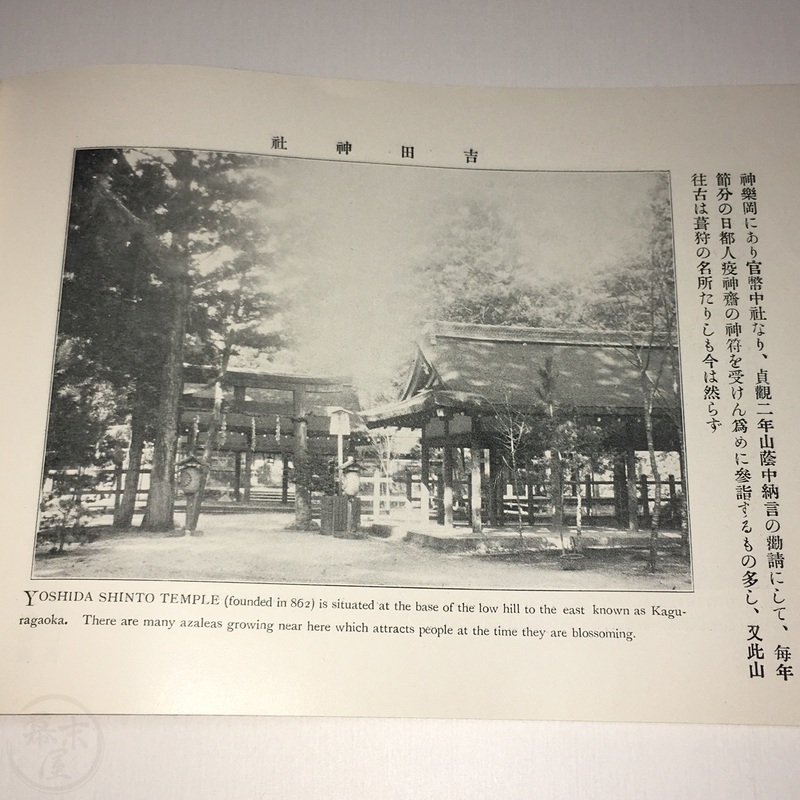 吉田神社
神樂岡にあり官幣中社なり、貞觀二年山蔭中納言の勸請にして、毎年
節分の日都人疫神齋の神符を受けん爲めに參詣するもの多し、又此山
往古は茸狩の名所たりしも今は然らず
YOSHIDA SHINTO TEMPLE (founded in 862) is situated at the base of the low hill to the east known as Kagu-
ragaoka. There are many azaleas growing near here which attracts people at the time they are blossoming.
幕末屋